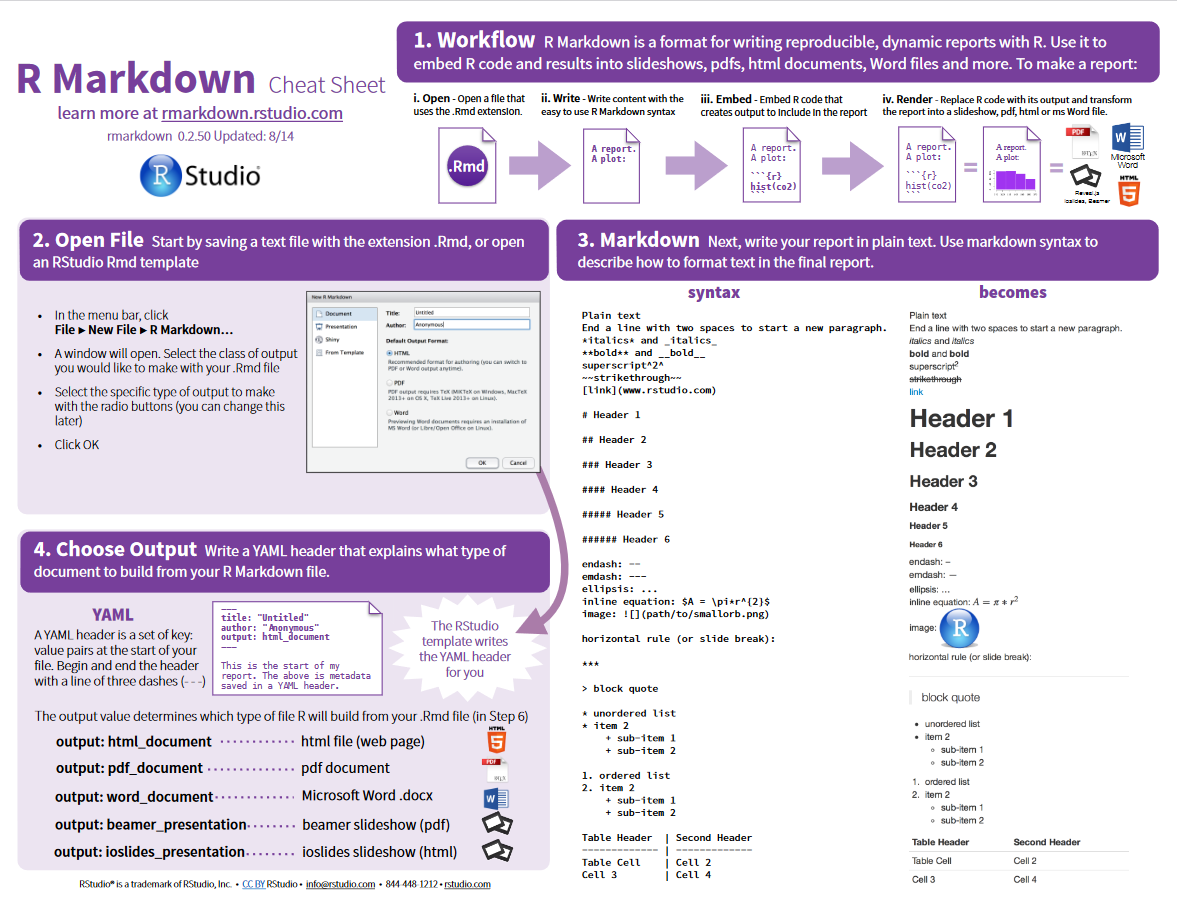 R Markdown Cheat Sheet
learn more at rmarkdown.rstudio.com
rmarkdown 0.2.50 Updated: 8/14
R Studio®
1. Workflow R Markdown is a format for writing reproducible, dynamic reports with R. Use it to
embed R code and results into slideshows, pdfs, html documents, Word files and more. To make a report:
i. Open - Open a file that
uses the .Rmd extension.
ii. Write - Write content with the
easy to use R Markdown syntax
iii. Embed - Embed R code that
creates output to include in the report
iv. Render - Replace R code with its output and transform
the report into a slideshow, pdf, html or ms Word file.
.Rmd
A report.
A plot:
A report.
A plot:
```{r}
hist(co2)
```
A report.
A plot:
```{r}
hist(co2)
```
=
A report.
A plot:
=
PDF
LATEX
W
Microsoft
Word
Reveal.js
ioslides, Beamer
HTML
5
2. Open File Start by saving a text file with the extension .Rmd, or open
an RStudio Rmd template
• In the menu bar, click
File ▸ New File ▸ R Markdown…
• A window will open. Select the class of output
you would like to make with your .Rmd file
• Select the specific type of output to make
with the radio buttons (you can change this
later)
• Click OK
New R Markdown
Document
Presentation
Shiny
From Template
Title: Untitled
Author: Anonymous
Default Output Format:
HTML
Recommended format for authoring (you can switch to
PDF or Word output anytime).
PDF
PDF output requires TeX (MiKTeX on Windows, MacTeX
2013+ on OS X, TeX Live 2013+ on Linux).
Word
Previewing Word documents requires an installation of
MS Word (or Libre/Open Office on Linux).
OK
Cancel
3. Markdown Next, write your report in plain text. Use markdown syntax to
describe how to format text in the final report.
syntax
Plain text
End a line with two spaces to start a new paragraph.
*italics* and _italics_
**bold** and __bold__
superscript^2^
~~strikethrough~~
[link](www.rstudio.com)
# Header 1
## Header 2
### Header 3
#### Header 4
##### Header 5
###### Header 6
endash: --
emdash: ---
ellipsis: ...
inline equation: $A = \pi*r^{2}$
image: ![](path/to/smallorb.png)
horizontal rule (or slide break):
***
> block quote
* unordered list
* item 2
    + sub-item 1
    + sub-item 2
1. ordered list
2. item 2
    + sub-item 1
    + sub-item 2
Table Header | Second Header
------------- | -------------
Table Cell | Cell 2
Cell 3 | Cell 4
becomes
Plain text
End a line with two spaces to start a new paragraph.
italics and italics
bold and bold
superscript²
strikethrough
link
Header 1
Header 2
Header 3
Header 4
Header 5
Header 6
endash: –
emdash: —
ellipsis: …
inline equation: A = π * r²
image: R
horizontal rule (or slide break):
block quote
• unordered list
• item 2
◦ sub-item 1
◦ sub-item 2
1. ordered list
2. item 2
◦ sub-item 1
◦ sub-item 2
Table Header Second Header
Table Cell Cell 2
Cell 3 Cell 4
4. Choose Output Write a YAML header that explains what type of
document to build from your R Markdown file.
YAML
A YAML header is a set of key:
value pairs at the start of your
file. Begin and end the header
with a line of three dashes (- - -)
---
title: "Untitled"
author: "Anonymous"
output: html_document
---
This is the start of my
report. The above is metadata
saved in a YAML header.
The RStudio
template writes
the YAML header
for you
The output value determines which type of file R will build from your .Rmd file (in Step 6)
output: html_document ············ html file (web page)
HTML
5
output: pdf_document ············· pdf document
PDF
LATEX
output: word_document ············ Microsoft Word .docx
W
output: beamer_presentation ······· beamer slideshow (pdf)
output: ioslides_presentation ······· ioslides slideshow (html)
RStudio® is a trademark of RStudio, Inc. • CC BY RStudio • info@rstudio.com • 844-448-1212 • rstudio.com